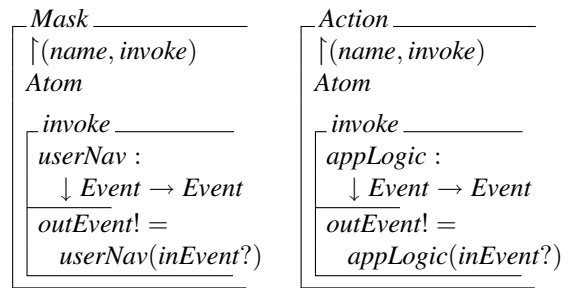 Mask
↾(name, invoke)
Atom
invoke
userNav :
↓ Event → Event
outEvent! =
userNav(inEvent?)
Action
↾(name, invoke)
Atom
invoke
appLogic :
↓ Event → Event
outEvent! =
appLogic(inEvent?)